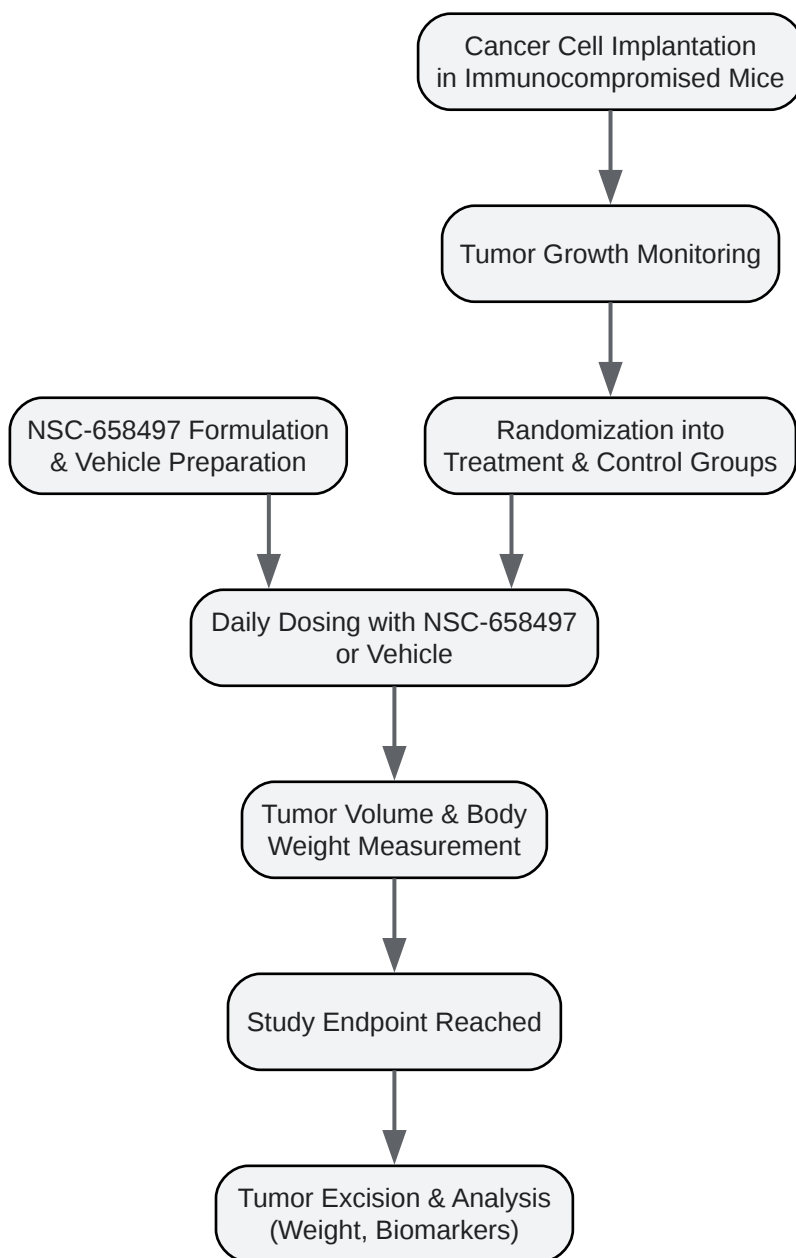 Cancer Cell Implantation
in Immunocompromised Mice
Tumor Growth Monitoring
NSC-658497 Formulation
& Vehicle Preparation
Randomization into
Treatment & Control Groups
Daily Dosing with NSC-658497
or Vehicle
Tumor Volume & Body
Weight Measurement
Study Endpoint Reached
Tumor Excision & Analysis
(Weight, Biomarkers)